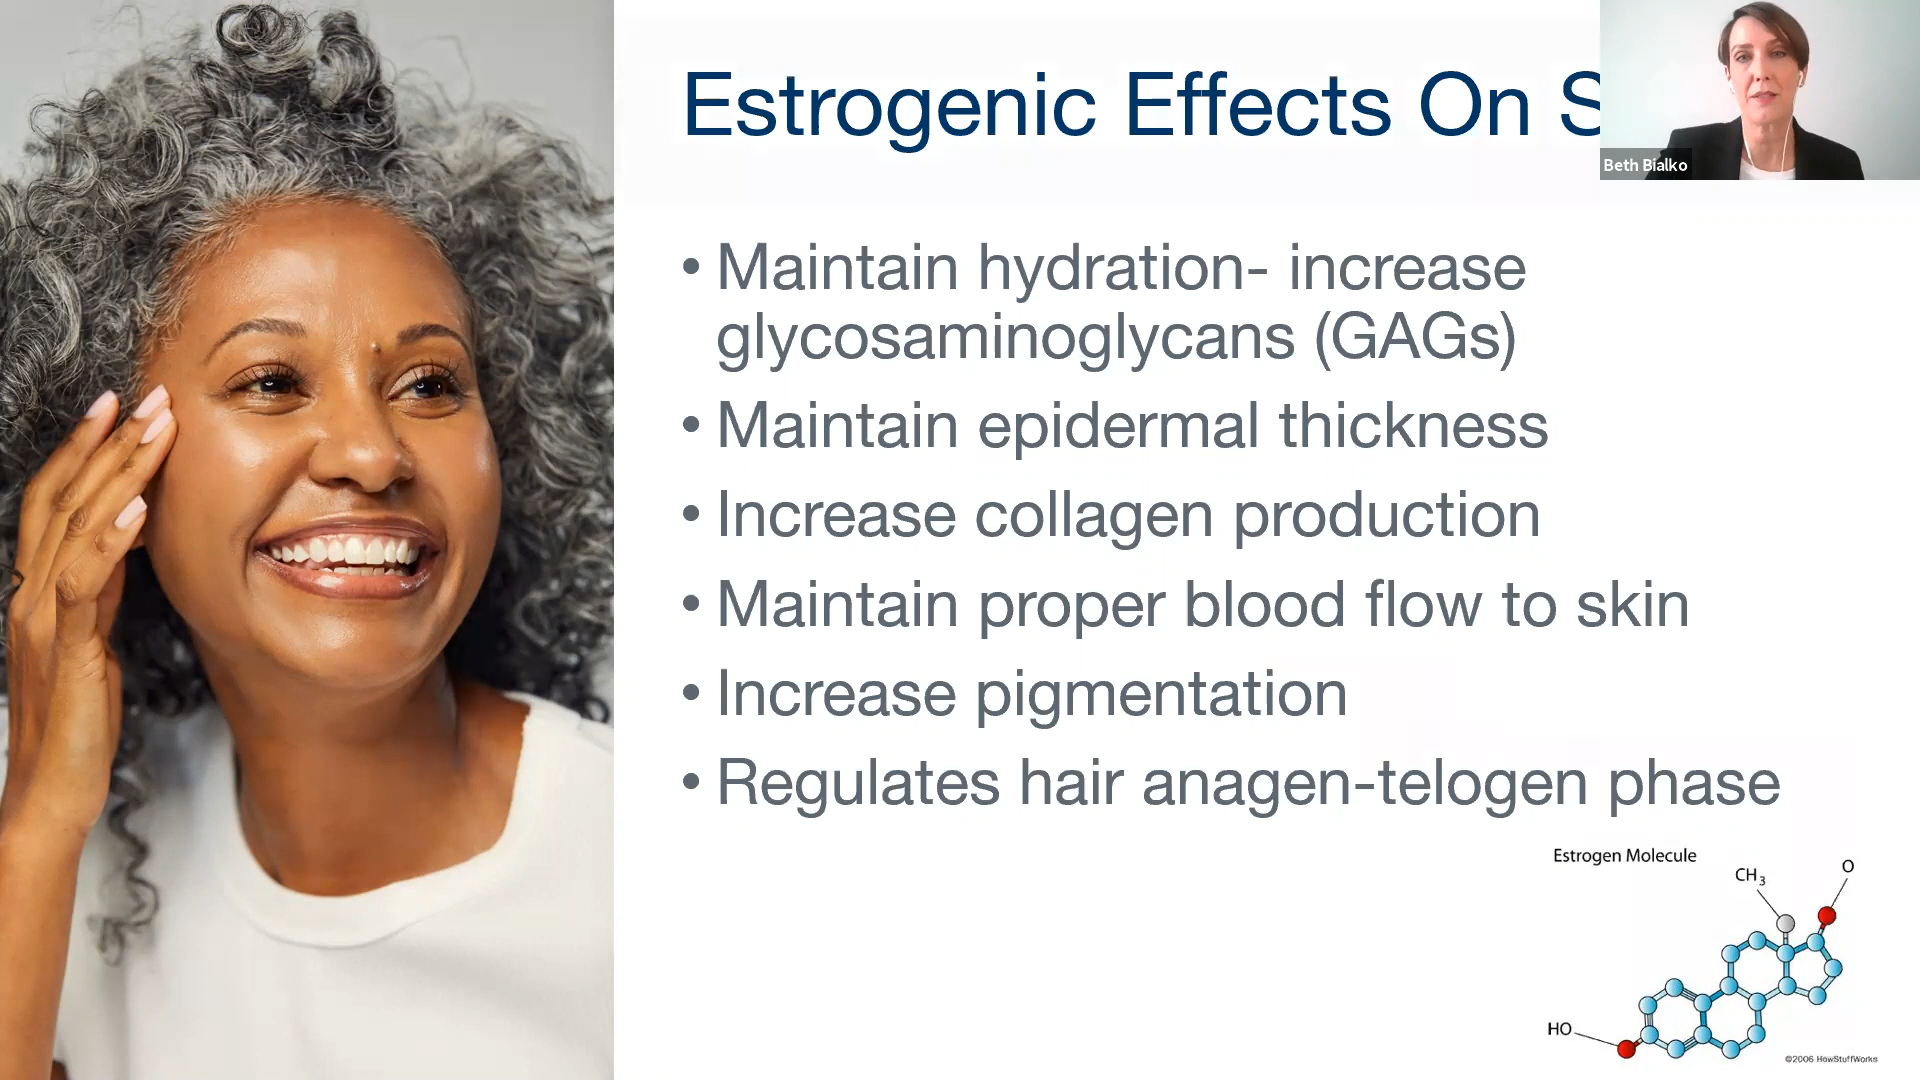 Estrogenic Effects On S
Beth Bialko
• Maintain hydration- increase
glycosaminoglycans (GAGs)
• Maintain epidermal thickness
• Increase collagen production
• Maintain proper blood flow to skin
• Increase pigmentation
• Regulates hair anagen-telogen phase
Estrogen Molecule
CH3
O
HO
©2006 HowStuffWorks